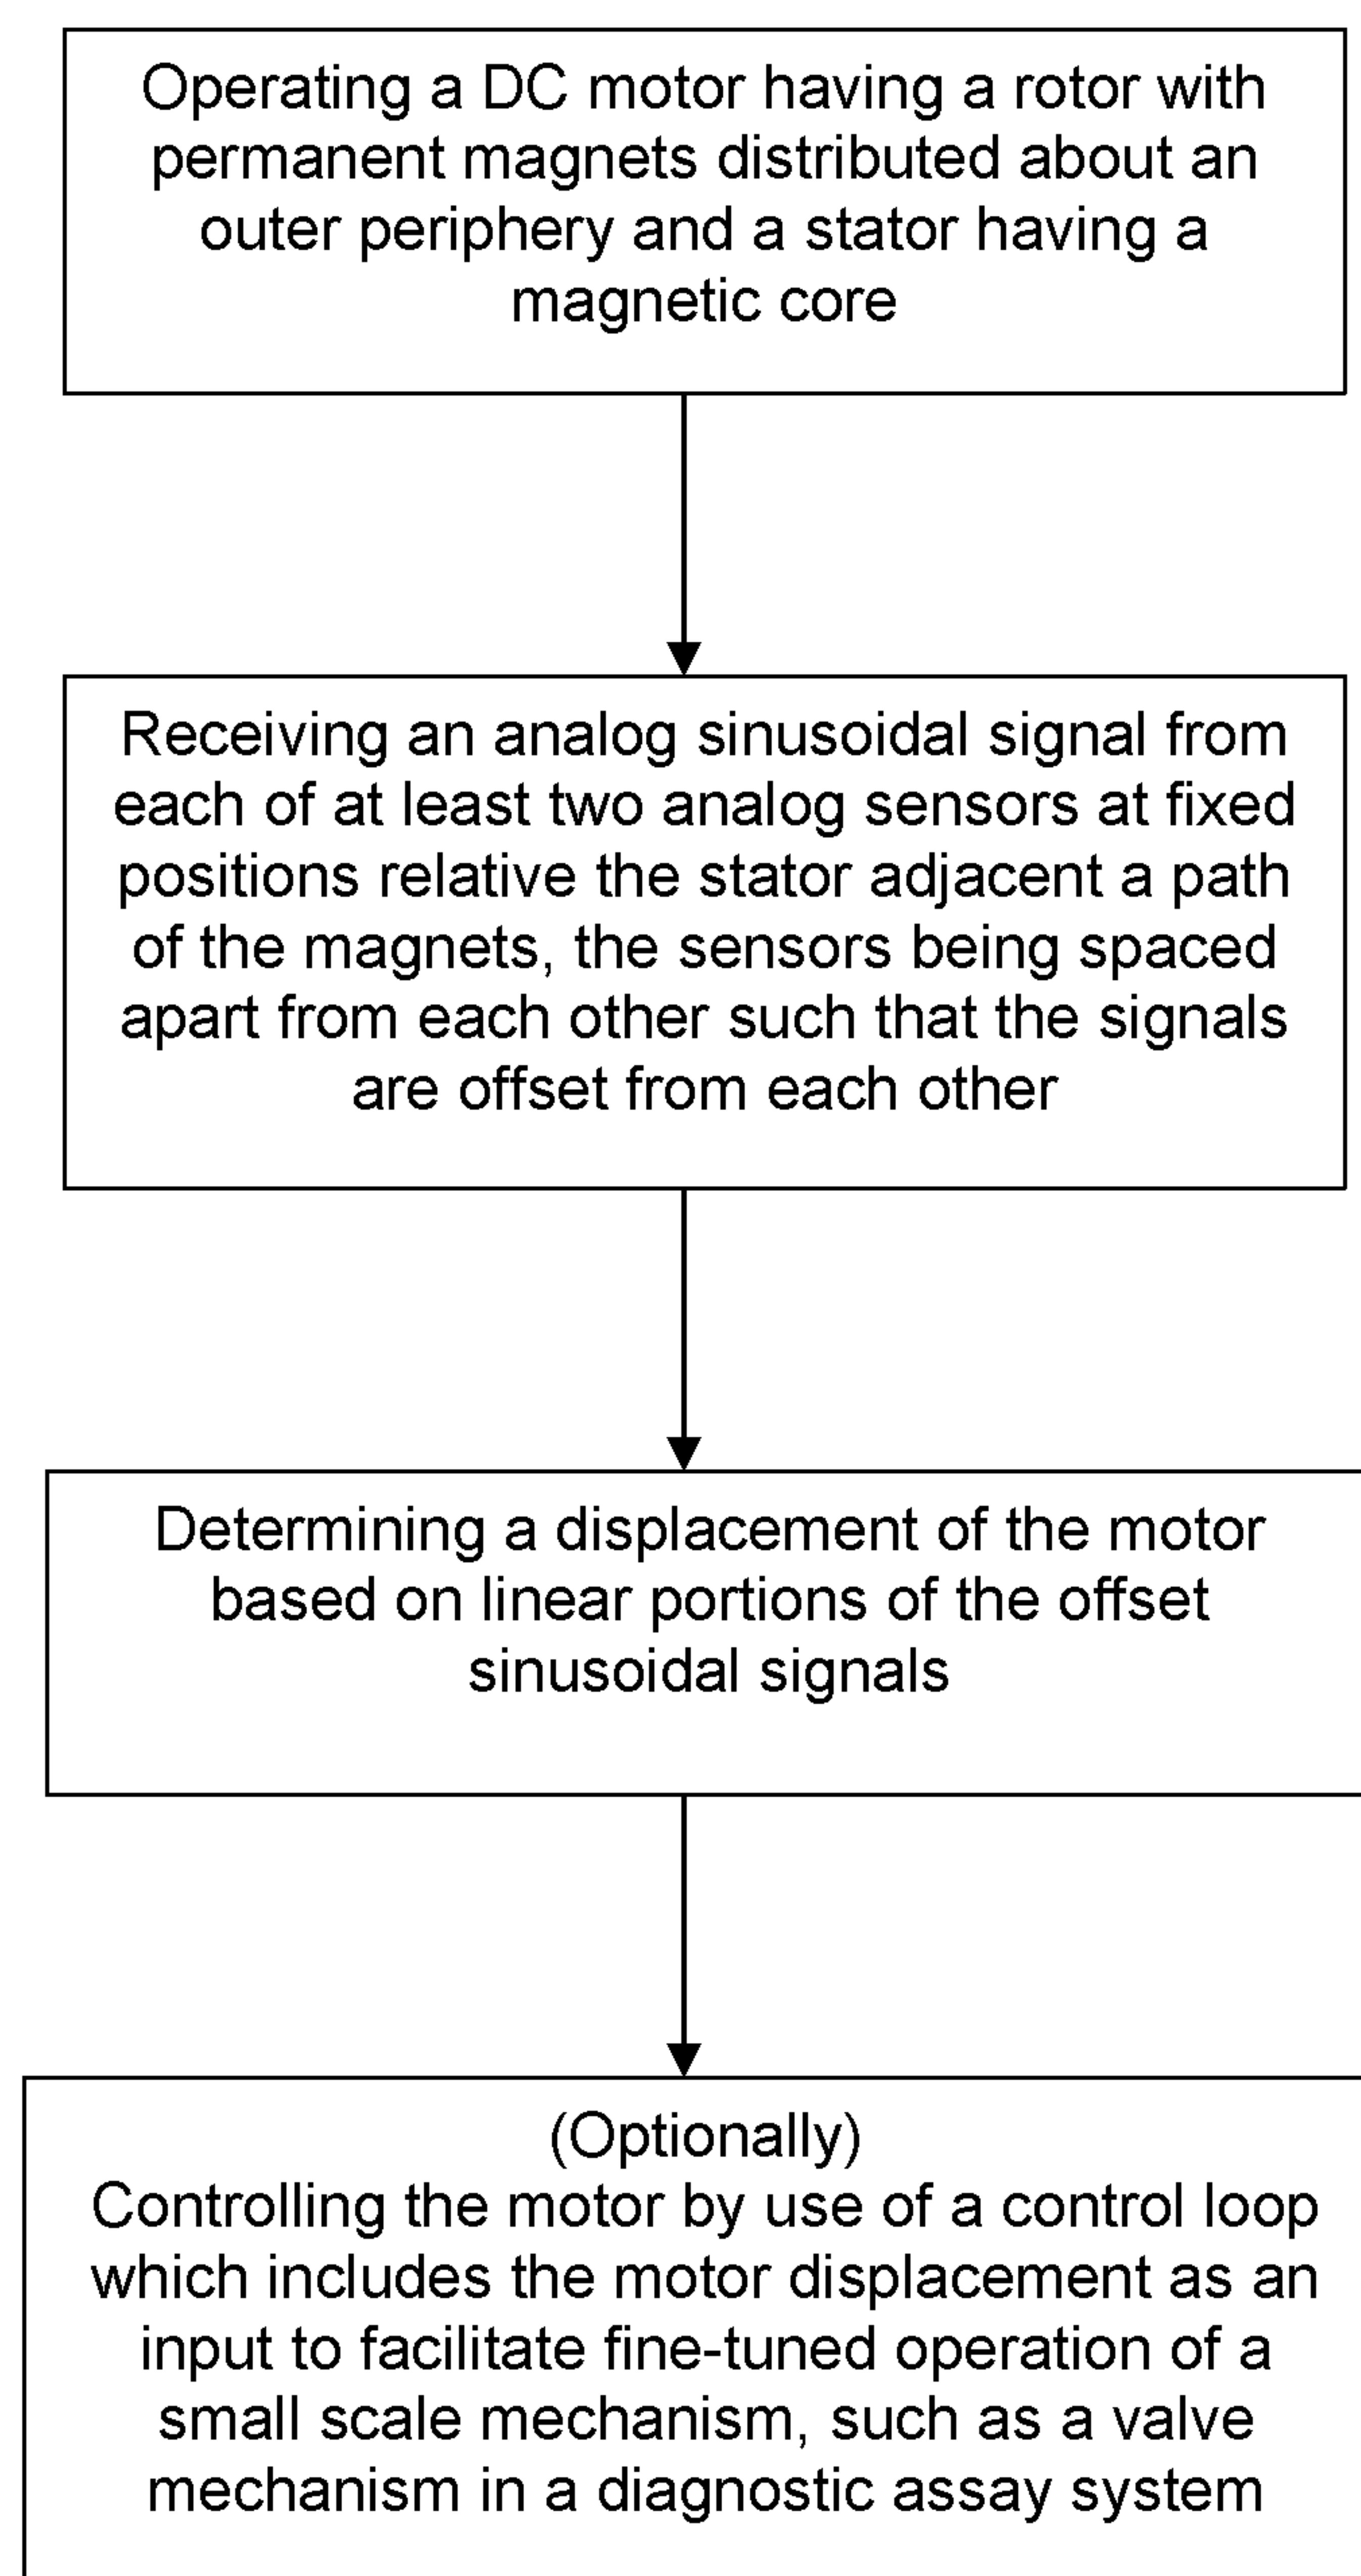 Operating a DC motor having a rotor with
permanent magnets distributed about an
outer periphery and a stator having a
magnetic core
Receiving an analog sinusoidal signal from
each of at least two analog sensors at fixed
positions relative the stator adjacent a path
of the magnets, the sensors being spaced
apart from each other such that the signals
are offset from each other
Determining a displacement of the motor
based on linear portions of the offset
sinusoidal signals
(Optionally)
Controlling the motor by use of a control loop
which includes the motor displacement as an
input to facilitate fine-tuned operation of a
small scale mechanism, such as a valve
mechanism in a diagnostic assay system